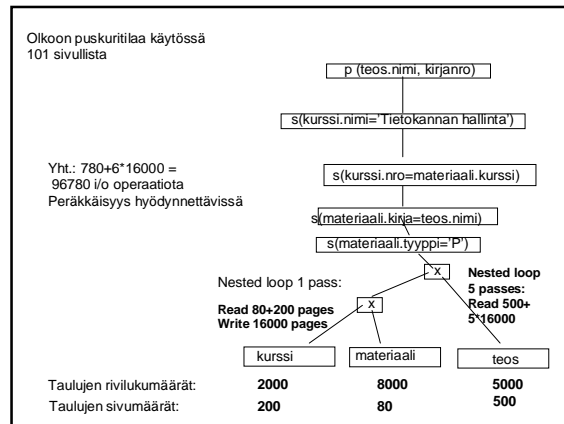 Olkoon puskuritilaa käytössä
101 sivullista
p (teos.nimi, kirjanro)
s(kurssi.nimi='Tietokannan hallinta')
Yht.: 780+6*16000 =
96780 i/o operaatiota
Peräkkäisyys hyödynnettävissä
s(kurssi.nro=materiaali.kurssi)
s(materiaali.kirja=teos.nimi)
s(materiaali.tyyppi='P')
x
Nested loop
5 passes:
Read 500+
5*16000
Nested loop 1 pass:
Read 80+200 pages
Write 16000 pages
x
kurssi materiaali teos
Taulujen rivilukumäärät: 2000 8000 5000
Taulujen sivumäärät: 200 80 500